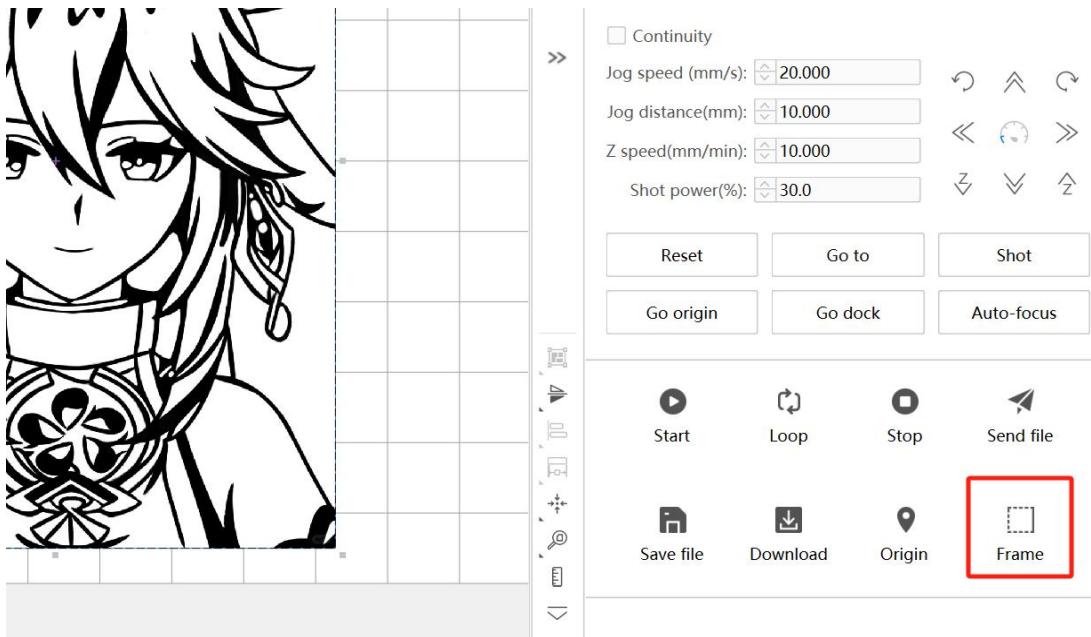 Continuity
Jog speed (mm/s): 20.000
Jog distance(mm): 10.000
Z speed(mm/min): 10.000
Shot power(%): 30.0
Z Z
Reset Go to Shot
Go origin Go dock Auto-focus
Start Loop Stop Send file
Save file Download Origin Frame